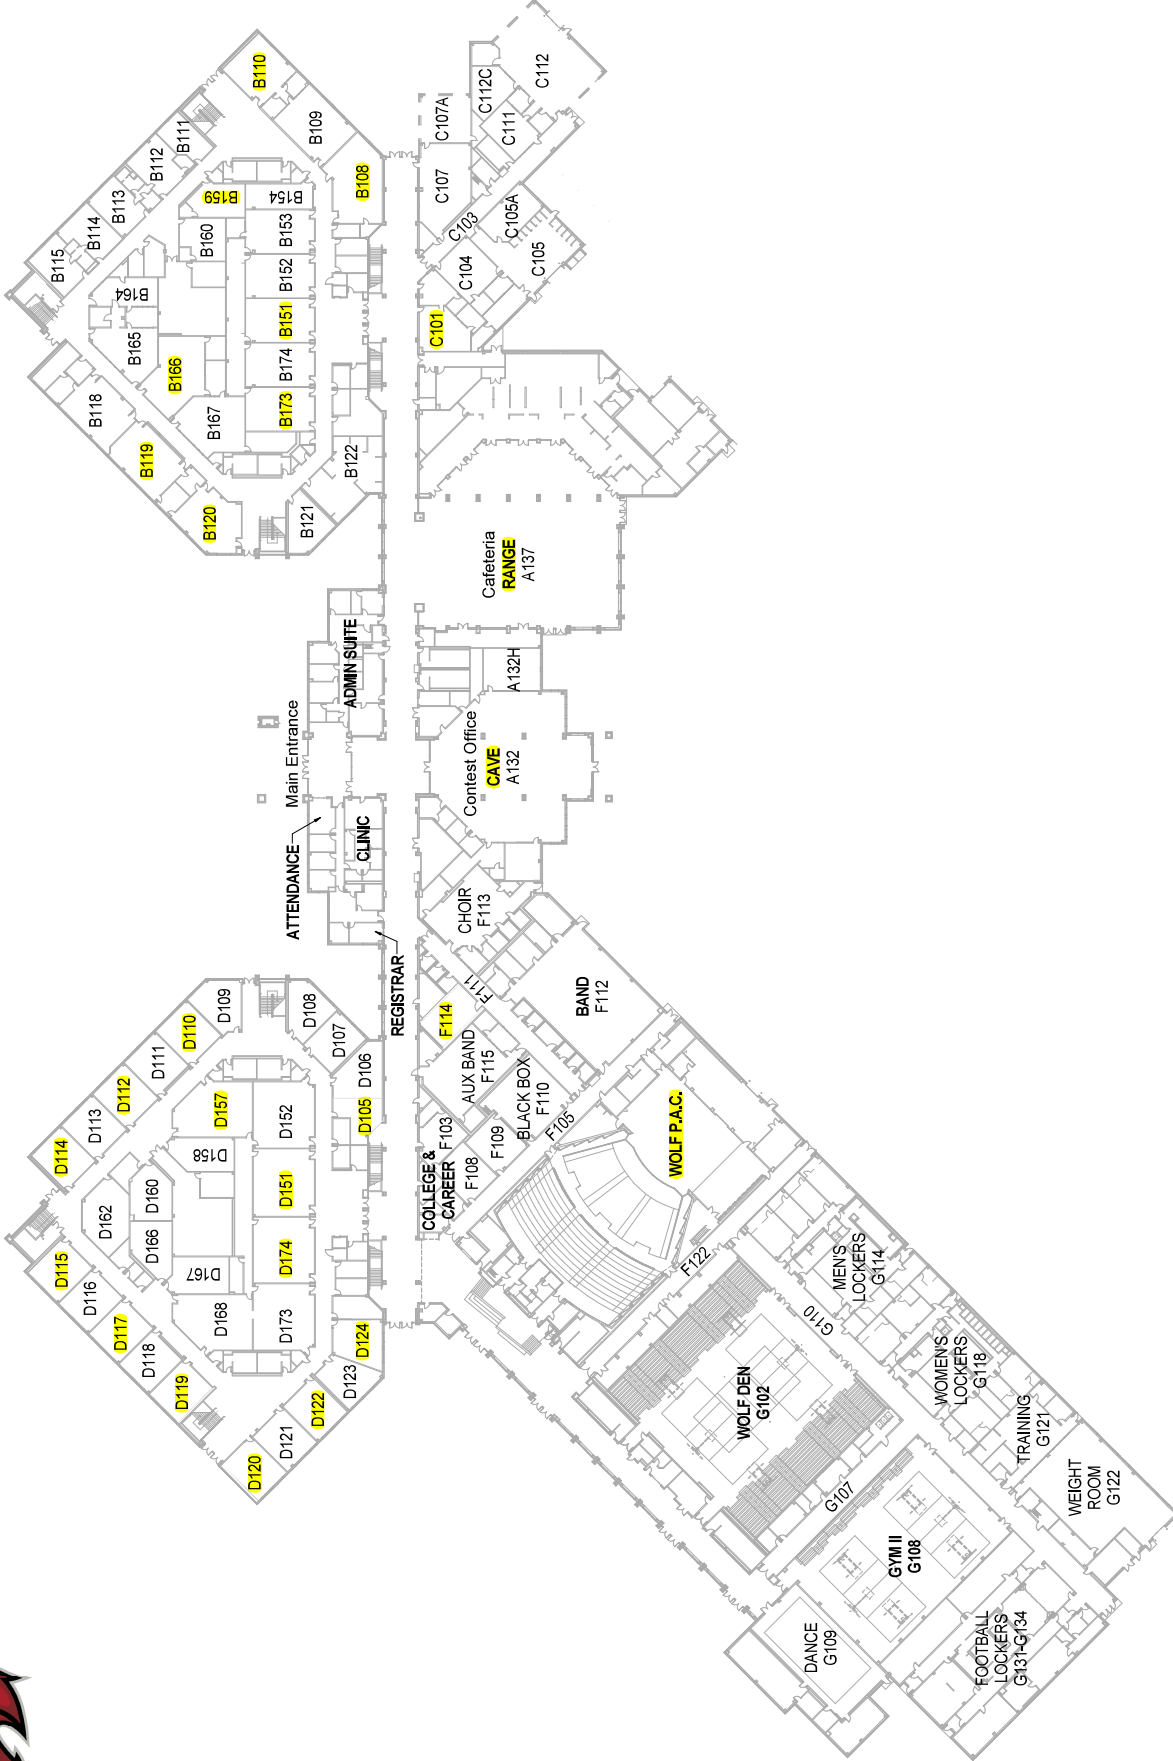 B110
B109
B108
B111
B112
B113
B114
B115
B159
B154
B160
B153
B152
B151
B174
B173
B164
B165
B166
B167
B118
B119
B120
B121
B122
C112
C112C
C111
C107A
C107
C103
C105A
C105
C104
C101
Cafeteria
RANGE
A137
ADMIN SUITE
A132H
Main Entrance
Contest Office
CAVE
A132
ATTENDANCE
CLINIC
REGISTRAR
CHOIR
F113
F111
BAND
F112
F114
AUX BAND
F115
BLACK BOX
F110
F105
F103
F109
F108
COLLEGE &
CAREER
WOLF P.A.C.
F122
D109
D108
D107
D106
D105
D110
D111
D112
D113
D114
D157
D158
D152
D151
D174
D173
D160
D162
D166
D167
D168
D115
D116
D117
D118
D119
D120
D121
D122
D123
D124
MEN'S
LOCKERS
G114
G110
WOLF DEN
G102
WOMEN'S
LOCKERS
G118
TRAINING
G121
WEIGHT
ROOM
G122
G107
GYM II
G108
DANCE
G109
FOOTBALL
LOCKERS
G131-G134